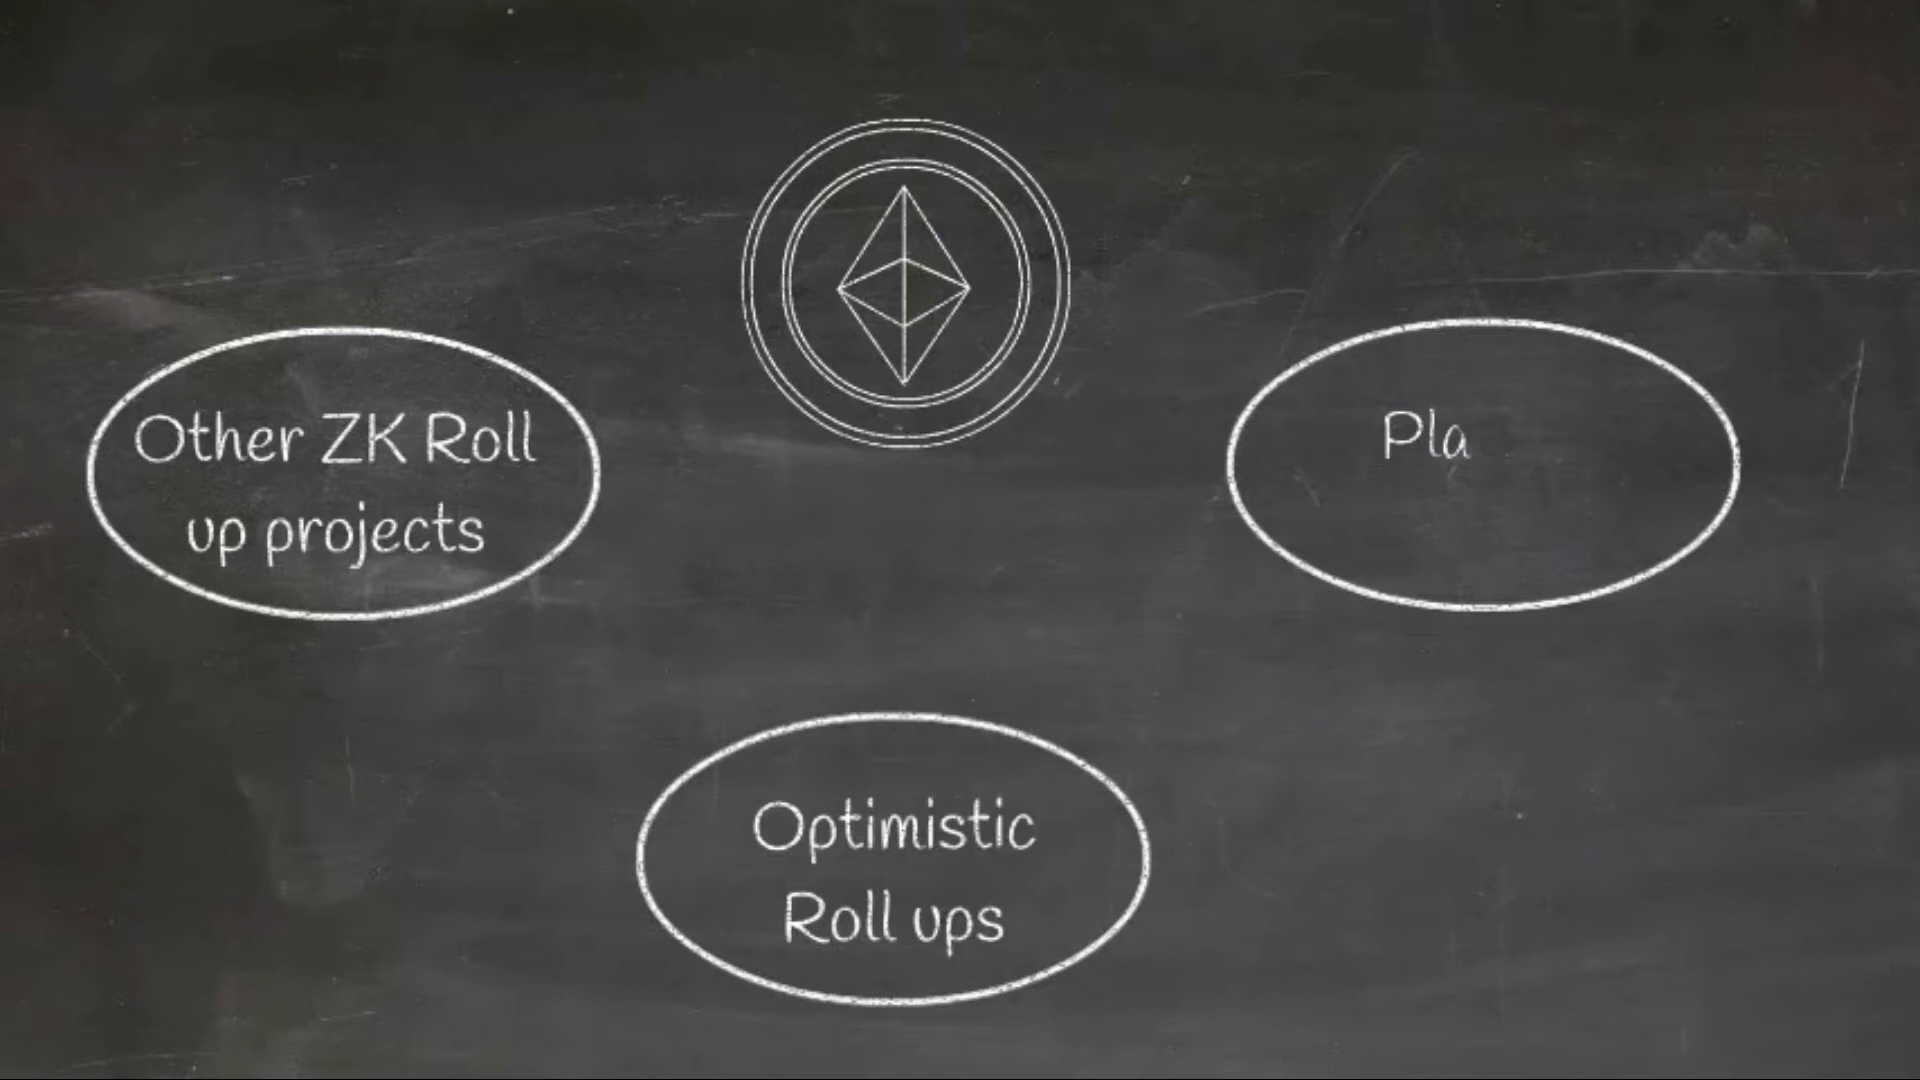 Other ZK Roll
up projects
Pla
Optimistic
Roll ups